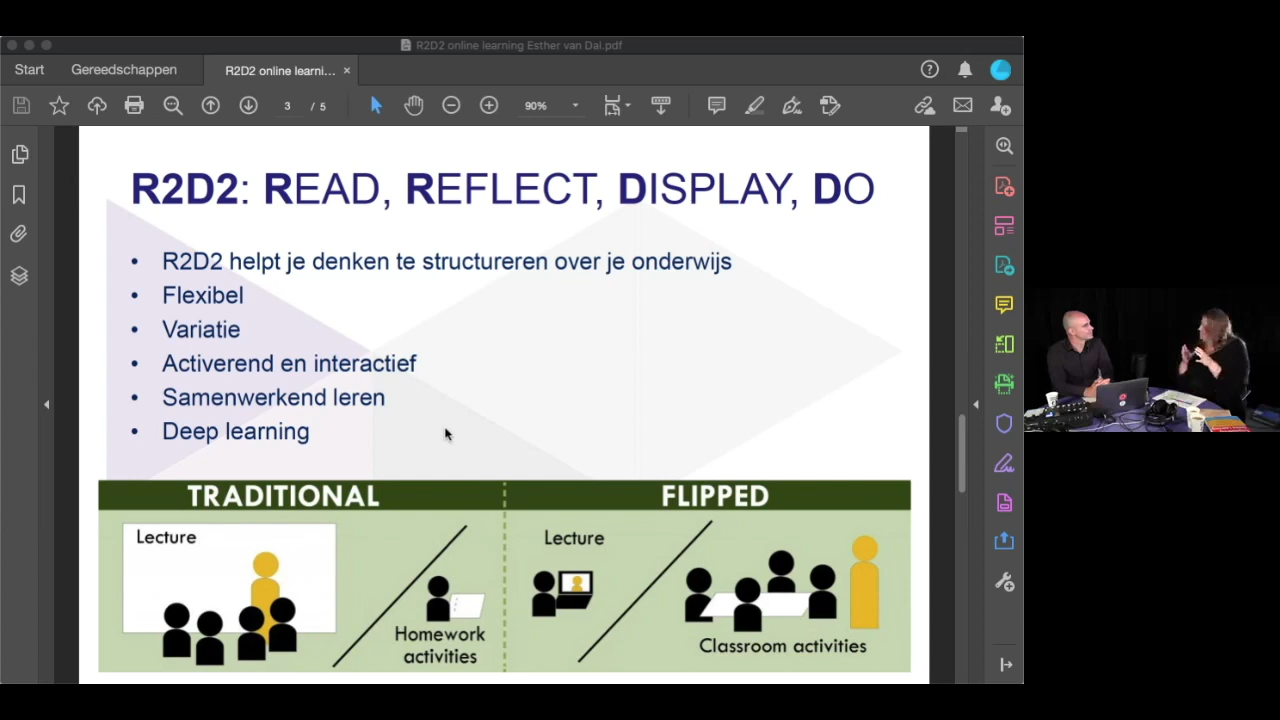 R2D2 online learning Esther van Dal.pdf
Start
Gereedschappen
R2D2 online learni...
3 / 5
90%
R2D2: READ, REFLECT, DISPLAY, DO
• R2D2 helpt je denken te structureren over je onderwijs
• Flexibel
• Variatie
• Activerend en interactief
• Samenwerkend leren
• Deep learning
TRADITIONAL
FLIPPED
Lecture
Homework
activities
Lecture
Classroom activities